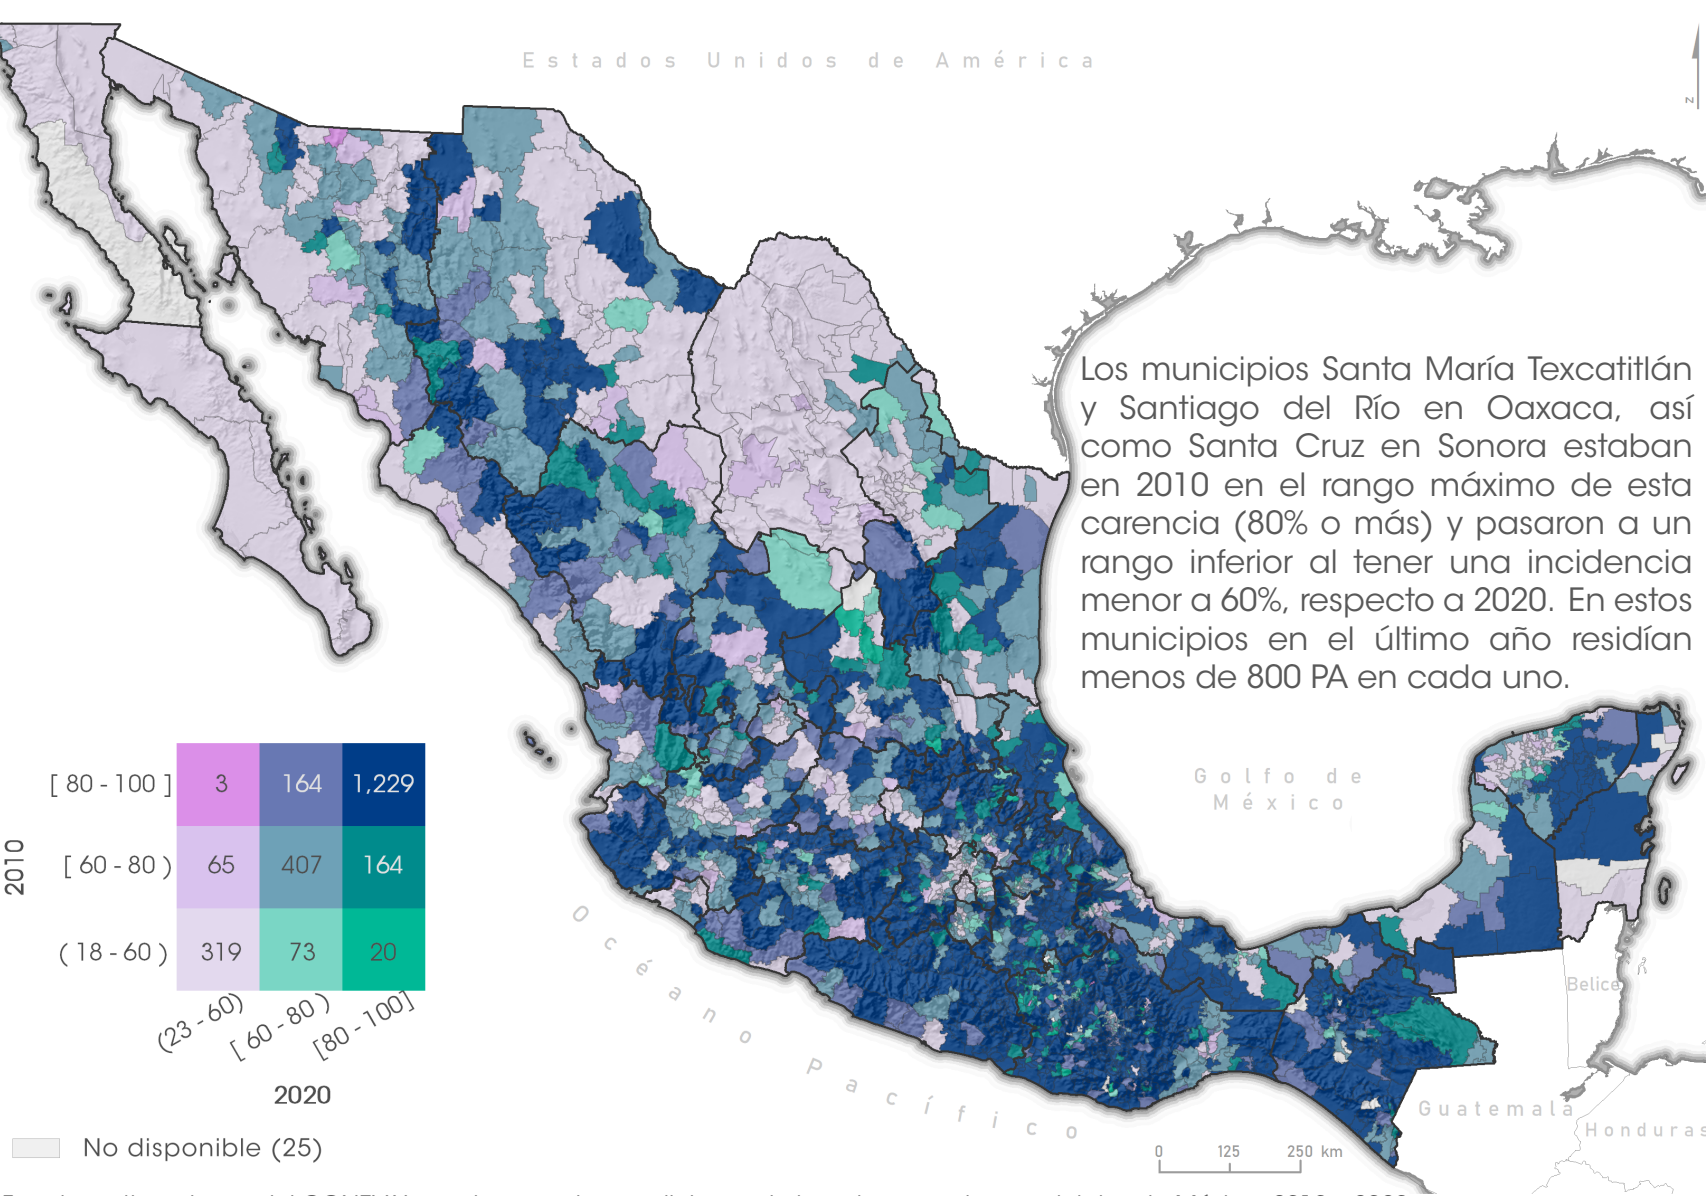 Estados Unidos de América
N
Los municipios Santa María Texcatitlán
y Santiago del Río en Oaxaca, así
como Santa Cruz en Sonora estaban
en 2010 en el rango máximo de esta
carencia (80% o más) y pasaron a un
rango inferior al tener una incidencia
menor a 60%, respecto a 2020. En estos
municipios en el último año residían
menos de 800 PA en cada uno.
Golfo de
México
Océano Pacífico
Belice
Guatemala
Honduras
0 125 250 km
2010
[ 80 - 100 ] 3 164 1,229
[ 60 - 80 ) 65 407 164
( 18 - 60 ) 319 73 20
(23 - 60) [ 60 - 80 ) [80 - 100]
2020
No disponible (25)